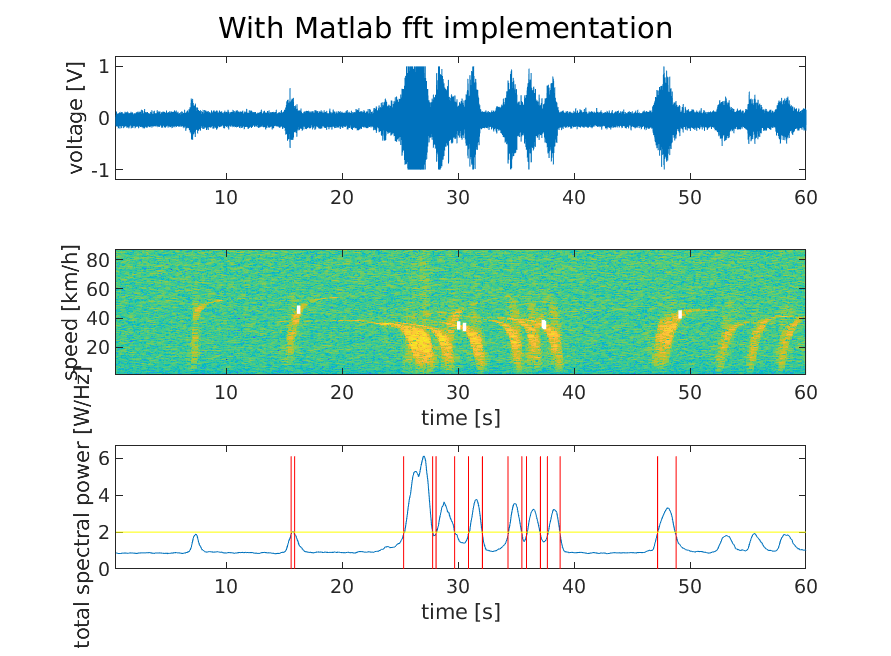 With Matlab fft implementation
voltage [V]
1
0
-1
10 20 30 40 50 60
speed [km/h]
80
60
40
20
10 20 30 40 50 60
time [s]
total spectral power [W/Hz]
6
4
2
0
10 20 30 40 50 60
time [s]